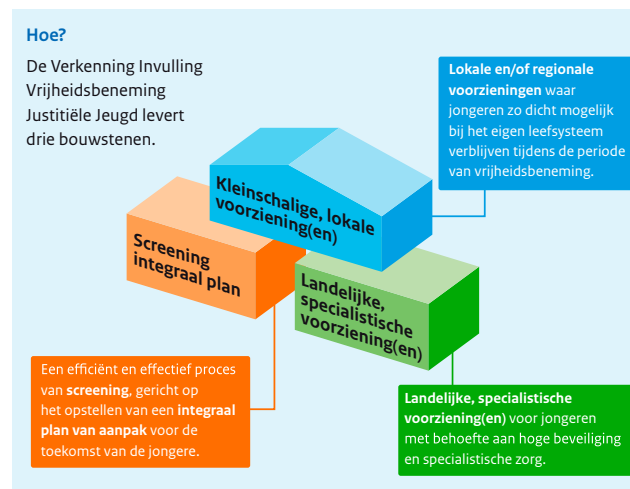 Hoe?
De Verkenning Invulling
Vrijheidsbeneming
Justitiële Jeugd levert
drie bouwstenen.
Lokale en/of regionale
voorzieningen waar
jongeren zo dicht mogelijk
bij het eigen leefsysteem
verblijven tijdens de periode
van vrijheidsbeneming.
Kleinschalige, lokale
voorziening(en)
Screening
integraal plan
Landelijke,
specialistische
voorziening(en)
Een efficiënt en effectief proces
van screening, gericht op
het opstellen van een integraal
plan van aanpak voor de
toekomst van de jongere.
Landelijke, specialistische
voorziening(en) voor jongeren
met behoefte aan hoge beveiliging
en specialistische zorg.